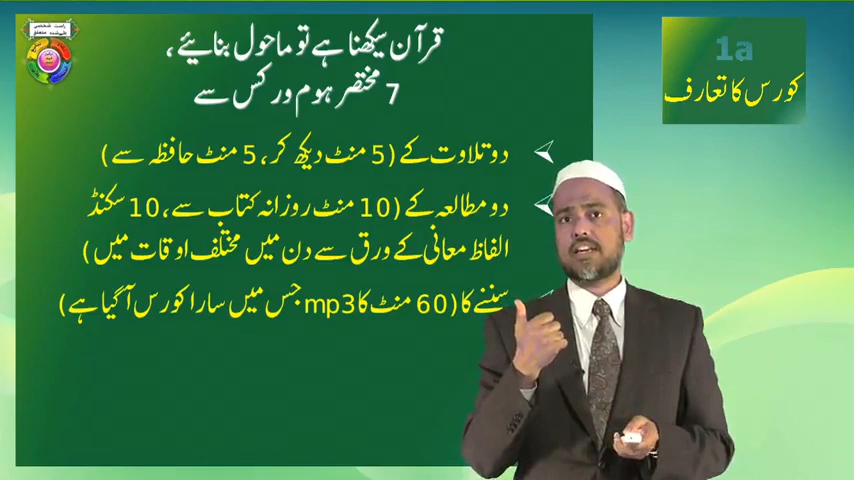 قرآن سیکھنا ہے تو ماحول بنائیے،
7 مختصر ہوم ورکس سے
1a
کورس کا تعارف
دو تلاوت کے (5 منٹ دیکھ کر، 5 منٹ حافظہ سے)
دو مطالعہ کے (10 منٹ روزانہ کتاب سے، 10 سکنڈ
الفاظ معانی کے ورق سے دن میں مختلف اوقات میں)
سننے کا (60 منٹ کا mp3 جس میں سارا کورس آگیا ہے)